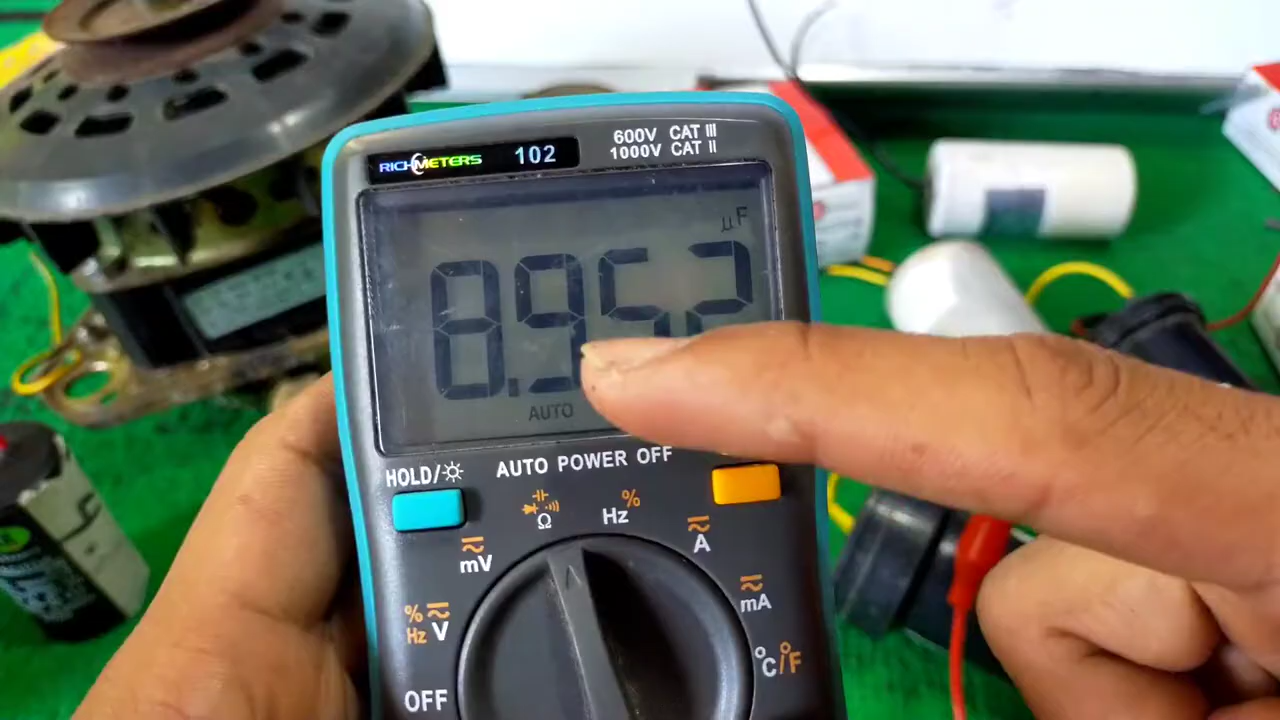 RICHMETERS 102
600V CAT III
1000V CAT II
µF
8.952
AUTO
HOLD/
AUTO POWER OFF
Ω
Hz %
mV
A
% Hz V
mA
OFF
°C/°F